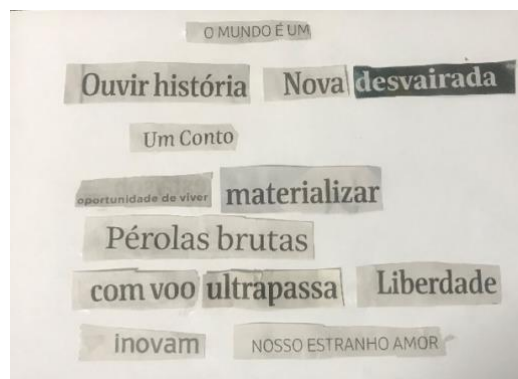 O MUNDO É UM
Ouvir história Nova desvairada
Um Conto
oportunidade de viver materializar
Pérolas brutas
com voo ultrapassa Liberdade
inovam NOSSO ESTRANHO AMOR